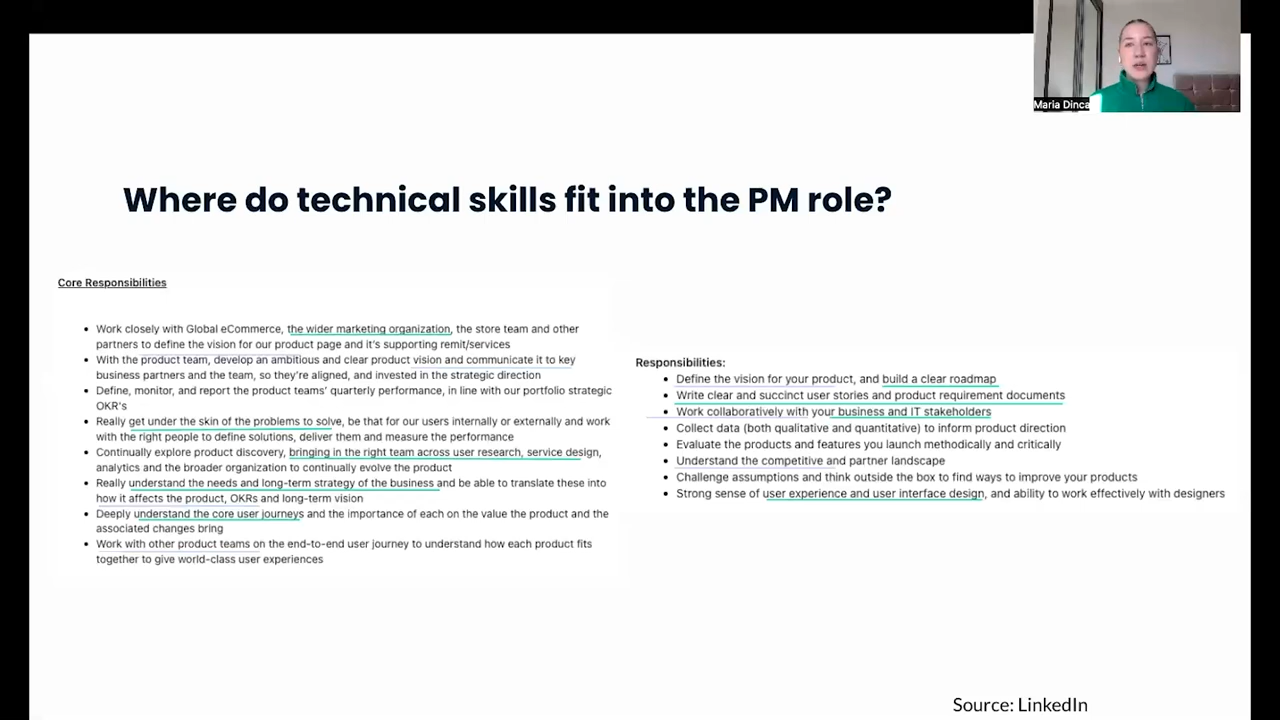 Maria Dinca
Where do technical skills fit into the PM role?
Core Responsibilities
• Work closely with Global eCommerce, the wider marketing organization, the store team and other
partners to define the vision for our product page and it's supporting remit/services
• With the product team, develop an ambitious and clear product vision and communicate it to key
business partners and the team, so they're aligned, and invested in the strategic direction
• Define, monitor, and report the product teams' quarterly performance, in line with our portfolio strategic
OKR's
• Really get under the skin of the problems to solve, be that for our users internally or externally and work
with the right people to define solutions, deliver them and measure the performance
• Continually explore product discovery, bringing in the right team across user research, service design,
analytics and the broader organization to continually evolve the product
• Really understand the needs and long-term strategy of the business and be able to translate these into
how it affects the product, OKRs and long-term vision
• Deeply understand the core user journeys and the importance of each on the value the product and the
associated changes bring
• Work with other product teams on the end-to-end user journey to understand how each product fits
together to give world-class user experiences
Responsibilities:
• Define the vision for your product, and build a clear roadmap
• Write clear and succinct user stories and product requirement documents
• Work collaboratively with your business and IT stakeholders
• Collect data (both qualitative and quantitative) to inform product direction
• Evaluate the products and features you launch methodically and critically
• Understand the competitive and partner landscape
• Challenge assumptions and think outside the box to find ways to improve your products
• Strong sense of user experience and user interface design, and ability to work effectively with designers
Source: LinkedIn